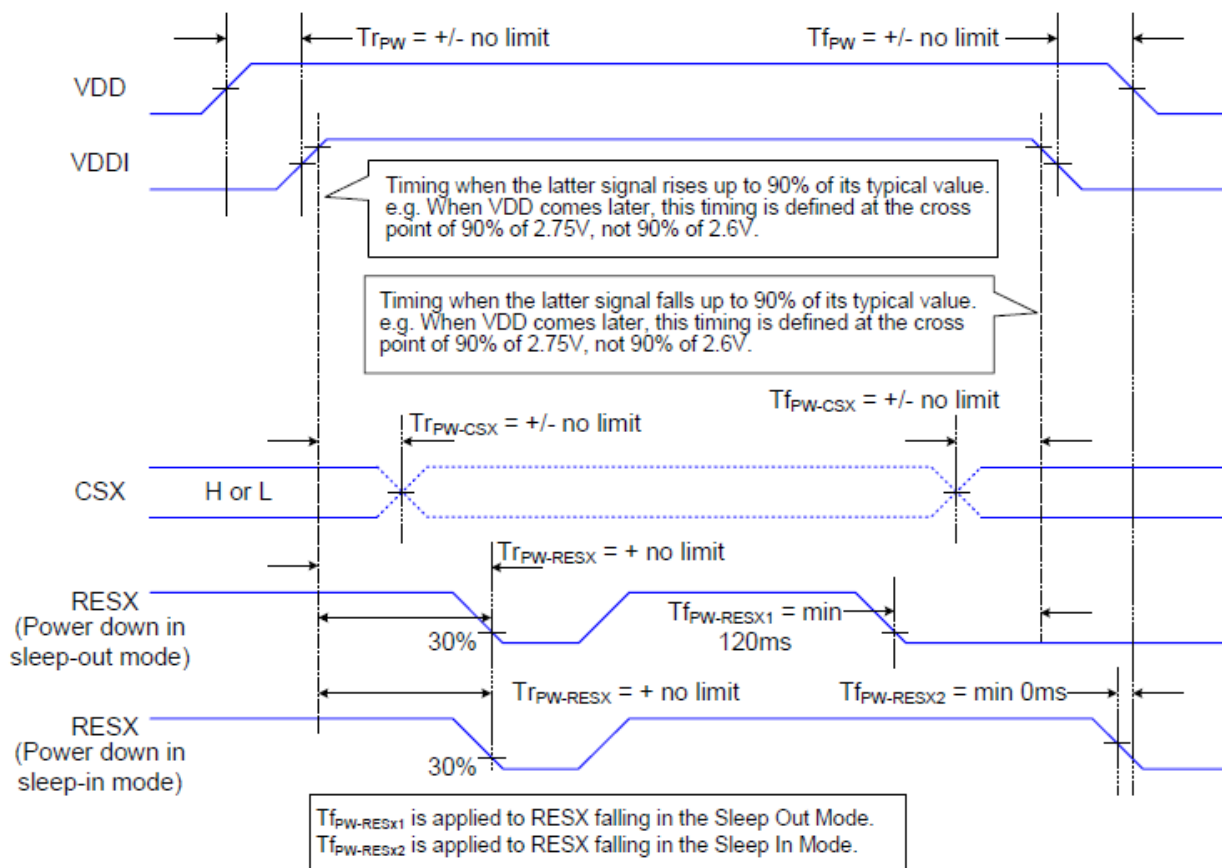 TrPW = +/- no limit
TfPW = +/- no limit
VDD
VDDI
Timing when the latter signal rises up to 90% of its typical value.
e.g. When VDD comes later, this timing is defined at the cross
point of 90% of 2.75V, not 90% of 2.6V.
Timing when the latter signal falls up to 90% of its typical value.
e.g. When VDD comes later, this timing is defined at the cross
point of 90% of 2.75V, not 90% of 2.6V.
TfPW-CSX = +/- no limit
TrPW-CSX = +/- no limit
CSX
H or L
TrPW-RESX = + no limit
RESX
(Power down in
sleep-out mode)
30%
TfPW-RESX1 = min
120ms
TrPW-RESX = + no limit
TfPW-RESX2 = min 0ms
RESX
(Power down in
sleep-in mode)
30%
TfPW-RESx1 is applied to RESX falling in the Sleep Out Mode.
TfPW-RESx2 is applied to RESX falling in the Sleep In Mode.